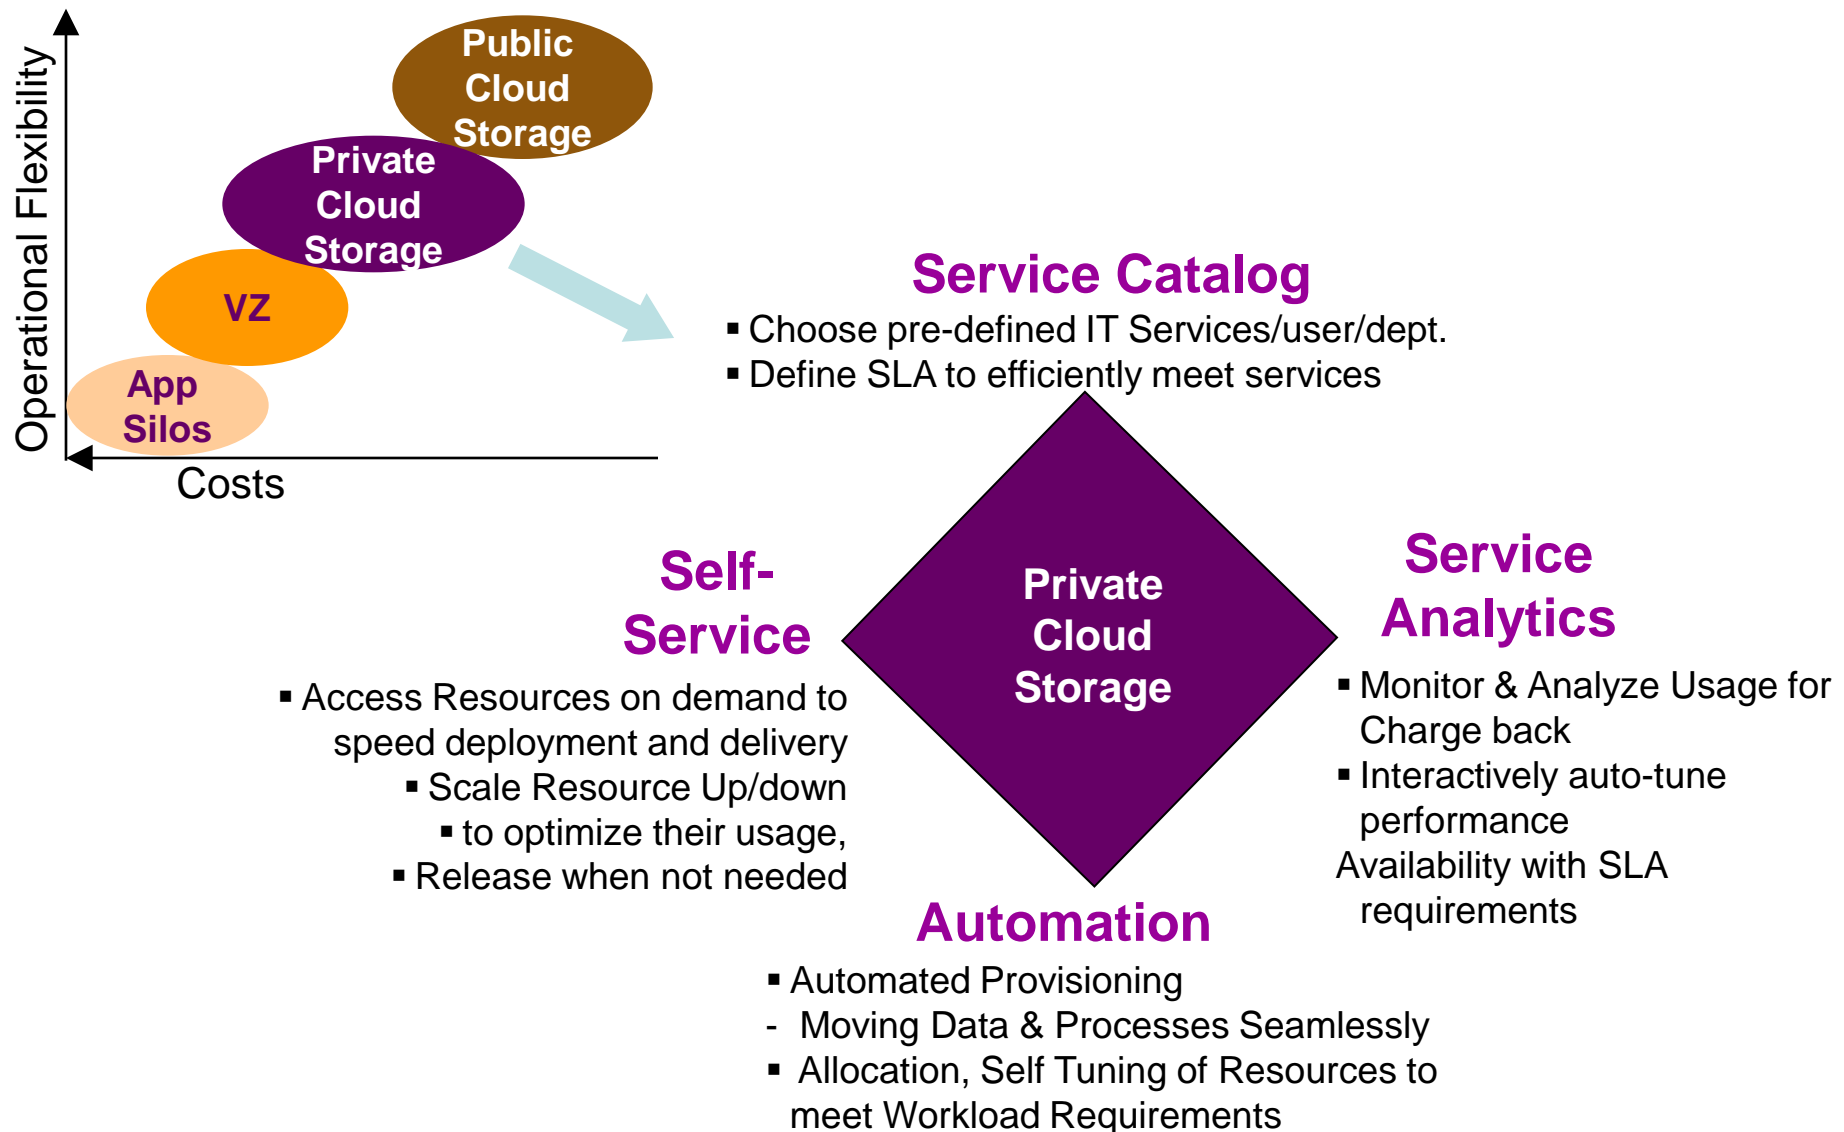 Operational Flexibility
Public
Cloud
Storage
Private
Cloud
Storage
VZ
App
Silos
Costs
Service Catalog
▪ Choose pre-defined IT Services/user/dept.
▪ Define SLA to efficiently meet services
Self-
Service
▪ Access Resources on demand to
speed deployment and delivery
▪ Scale Resource Up/down
▪ to optimize their usage,
▪ Release when not needed
Private
Cloud
Storage
Service
Analytics
▪ Monitor & Analyze Usage for
Charge back
▪ Interactively auto-tune
performance
Availability with SLA
requirements
Automation
▪ Automated Provisioning
- Moving Data & Processes Seamlessly
▪ Allocation, Self Tuning of Resources to
meet Workload Requirements